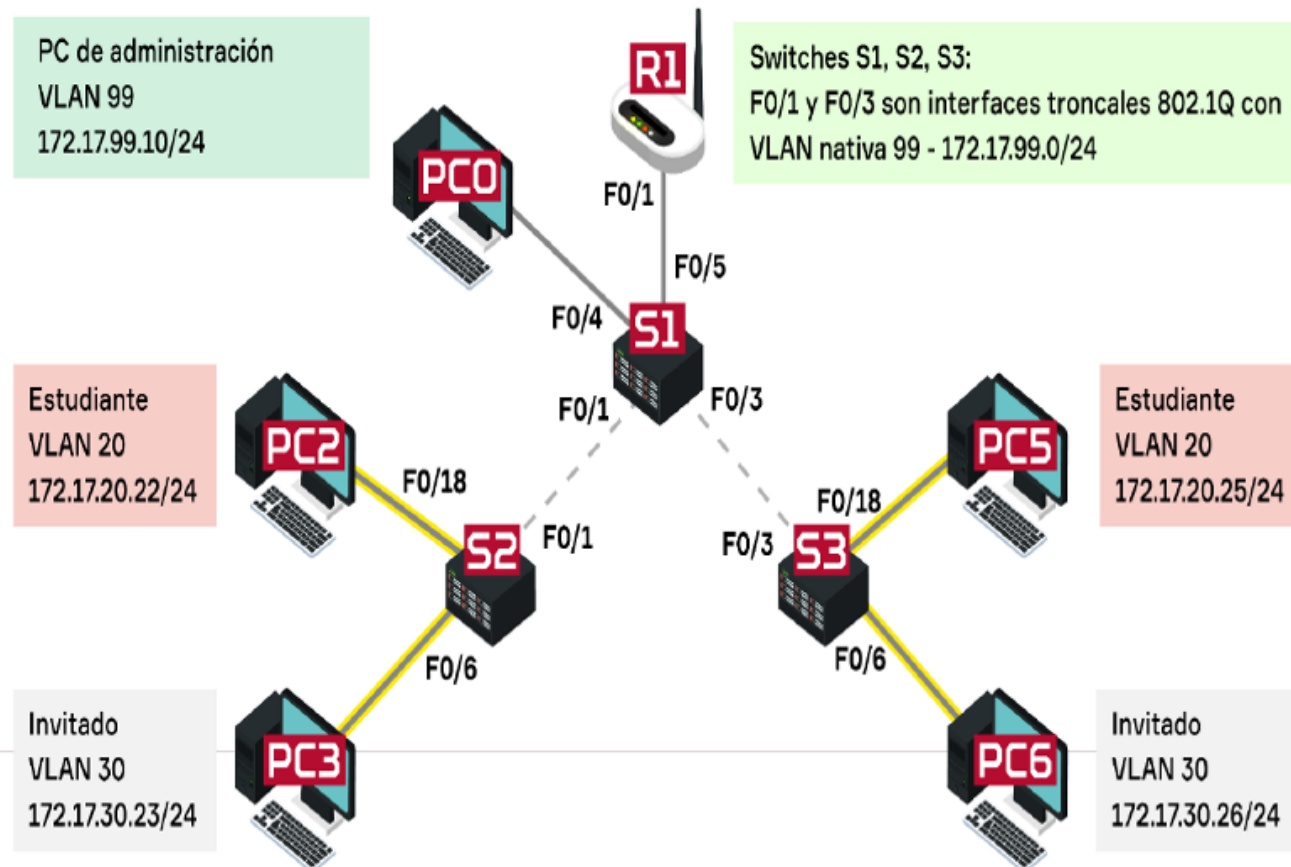 PC de administración
VLAN 99
172.17.99.10/24
R1
Switches S1, S2, S3:
F0/1 y F0/3 son interfaces troncales 802.1Q con
VLAN nativa 99 - 172.17.99.0/24
PC0
F0/1
F0/5
F0/4
S1
F0/1
F0/3
Estudiante
VLAN 20
172.17.20.22/24
PC2
F0/18
F0/1
S2
F0/6
Estudiante
VLAN 20
172.17.20.25/24
PC5
F0/18
F0/3
S3
F0/6
Invitado
VLAN 30
172.17.30.23/24
PC3
PC6
Invitado
VLAN 30
172.17.30.26/24